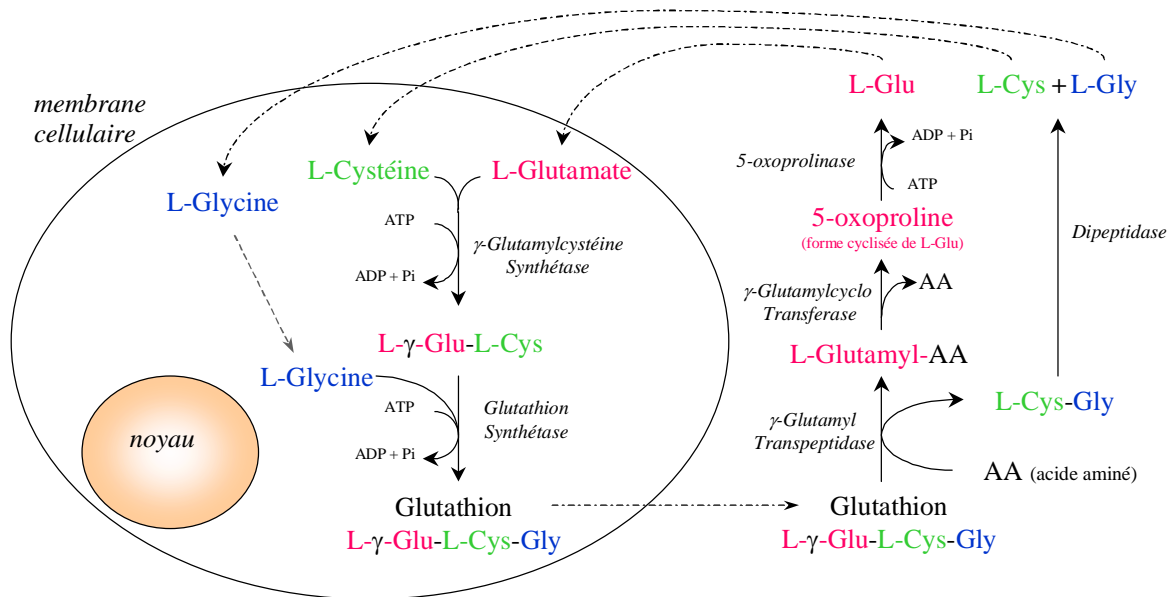 membrane
cellulaire
L-Glycine
L-Cystéine
L-Glutamate
ATP
ADP + Pi
γ-Glutamylcystéine
Synthétase
L-γ-Glu-L-Cys
L-Glycine
ATP
ADP + Pi
Glutathion
Synthétase
noyau
Glutathion
L-γ-Glu-L-Cys-Gly
L-Glu
L-Cys + L-Gly
5-oxoprolinase
ADP + Pi
ATP
5-oxoproline
(forme cyclisée de L-Glu)
Dipeptidase
γ-Glutamylcyclo
Transferase
AA
L-Glutamyl-AA
γ-Glutamyl
Transpeptidase
L-Cys-Gly
AA (acide aminé)
Glutathion
L-γ-Glu-L-Cys-Gly